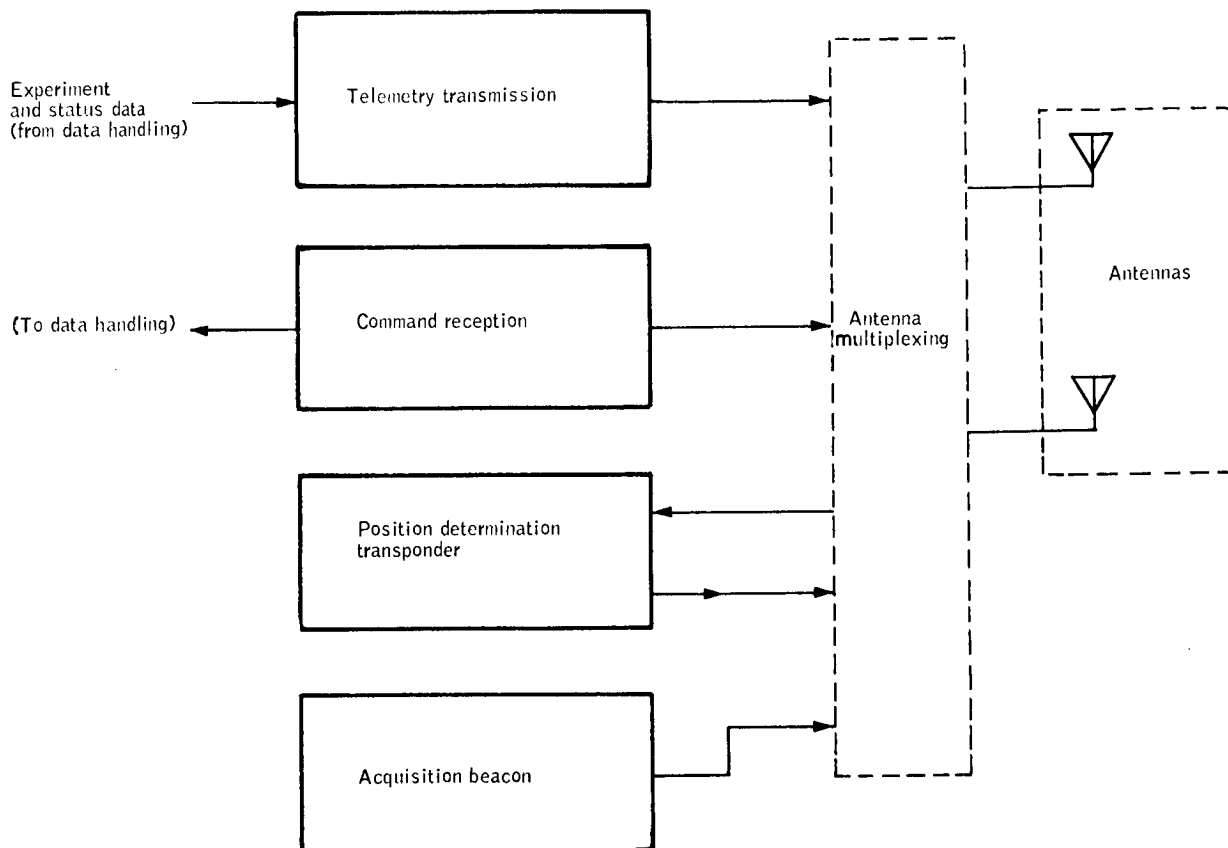 Experiment
and status data
(from data handling)
Telemetry transmission
(To data handling)
Command reception
Antenna
multiplexing
Antennas
Position determination
transponder
Acquisition beacon